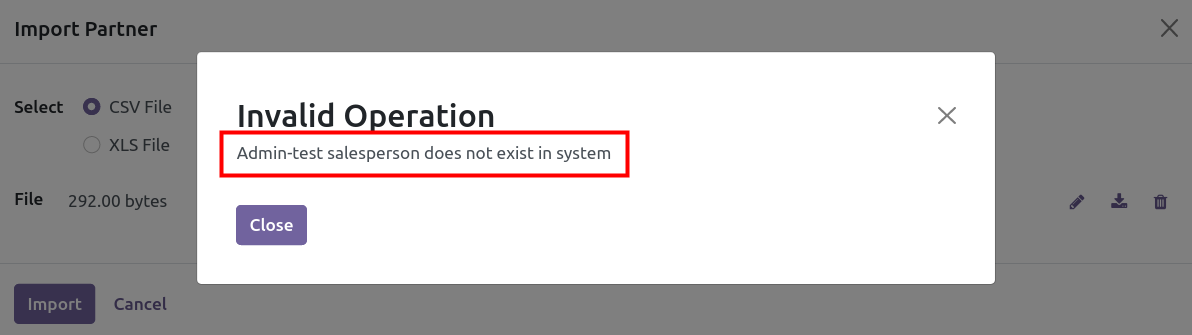 Import Partner
Invalid Operation
Admin-test salesperson does not exist in system
Close
Select
CSV File
XLS File
File
292.00 bytes
Import
Cancel